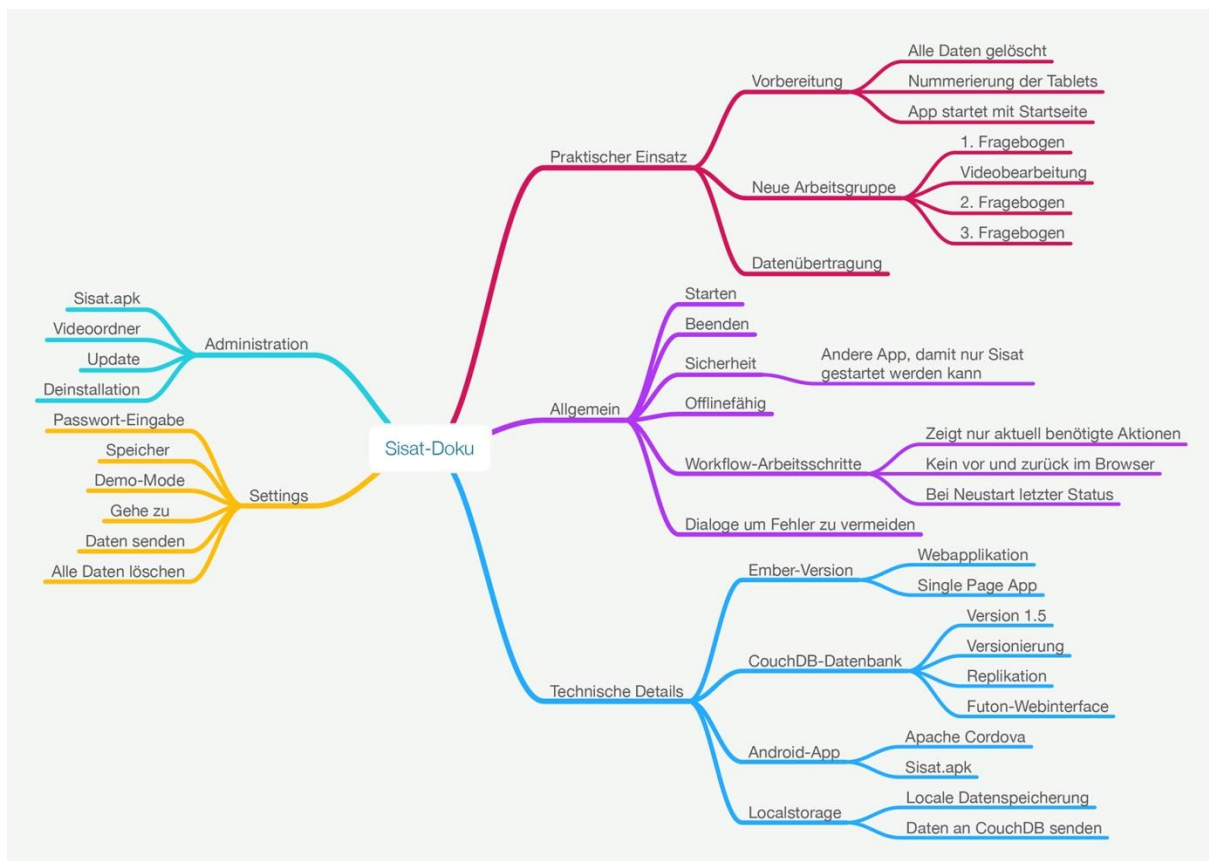 Sisat-Doku
Praktischer Einsatz
Vorbereitung
Alle Daten gelöscht
Nummerierung der Tablets
App startet mit Startseite
Neue Arbeitsgruppe
1. Fragebogen
Videobearbeitung
2. Fragebogen
3. Fragebogen
Datenübertragung
Allgemein
Starten
Beenden
Sicherheit
Andere App, damit nur Sisat
gestartet werden kann
Offlinefähig
Workflow-Arbeitsschritte
Zeigt nur aktuell benötigte Aktionen
Kein vor und zurück im Browser
Bei Neustart letzter Status
Dialoge um Fehler zu vermeiden
Technische Details
Ember-Version
Webapplikation
Single Page App
CouchDB-Datenbank
Version 1.5
Versionierung
Replikation
Futon-Webinterface
Android-App
Apache Cordova
Sisat.apk
Localstorage
Locale Datenspeicherung
Daten an CouchDB senden
Administration
Sisat.apk
Videoordner
Update
Deinstallation
Settings
Passwort-Eingabe
Speicher
Demo-Mode
Gehe zu
Daten senden
Alle Daten löschen